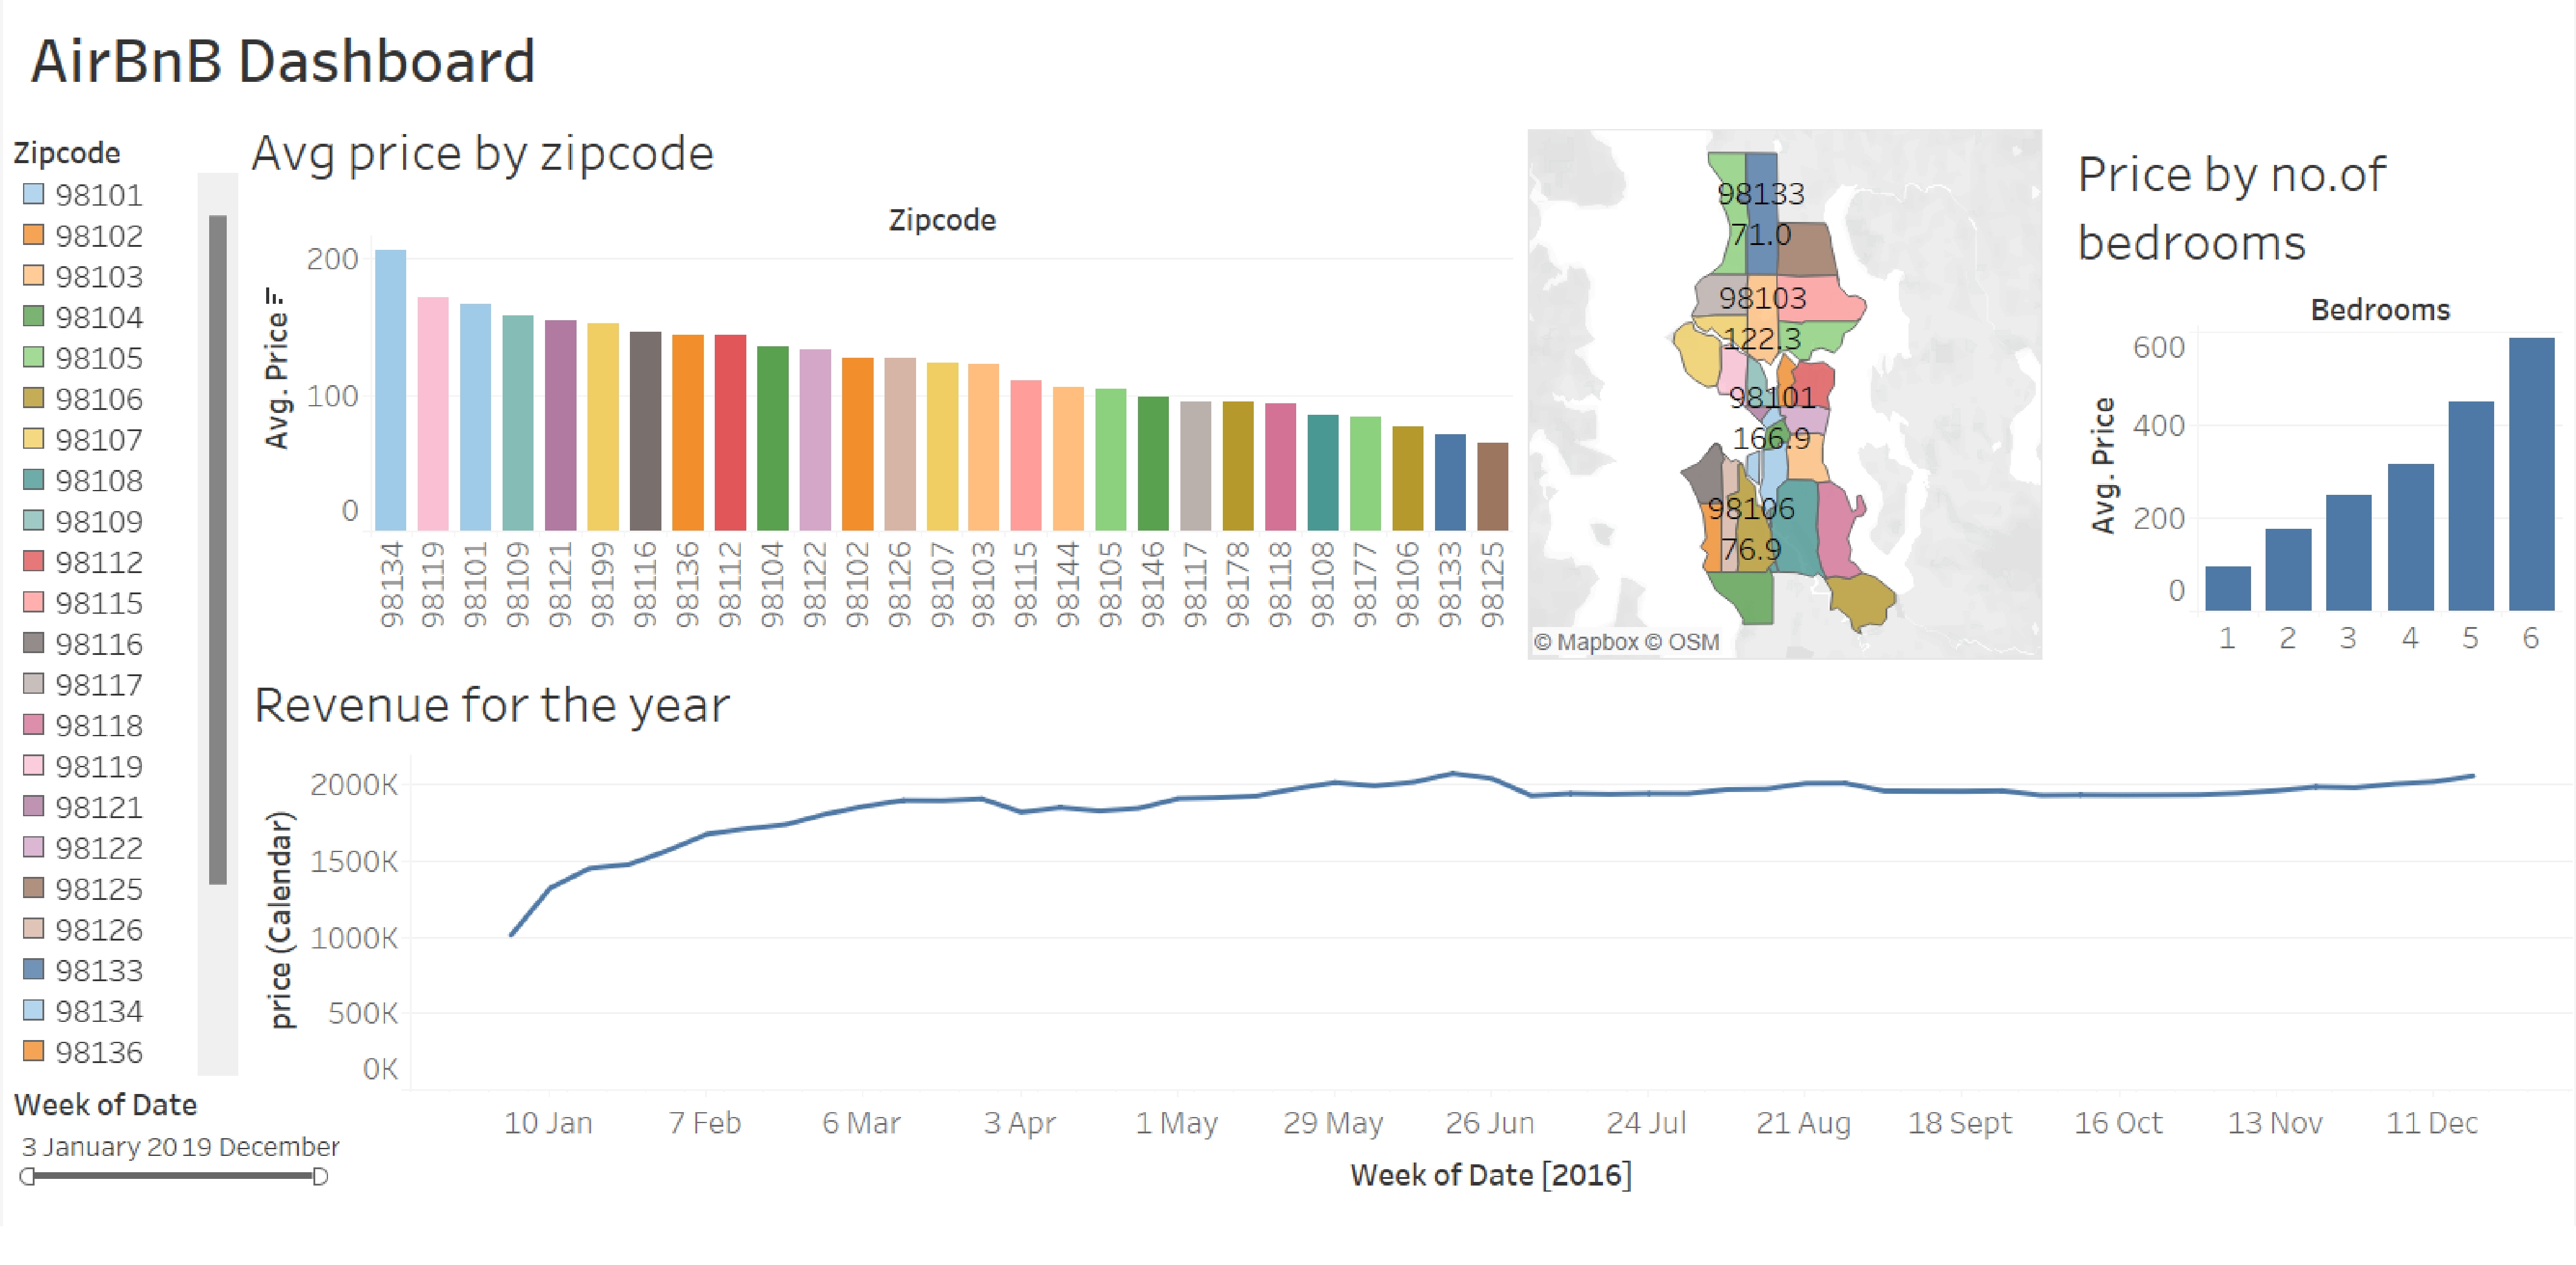 AirBnB Dashboard
Zipcode
98101
98102
98103
98104
98105
98106
98107
98108
98109
98112
98115
98116
98117
98118
98119
98121
98122
98125
98126
98133
98134
98136
Week of Date
3 January 20 19 December
Avg price by zipcode
Zipcode
Avg. Price
200
100
0
98134
98119
98101
98109
98121
98199
98116
98136
98112
98104
98122
98102
98126
98107
98103
98115
98144
98105
98146
98117
98178
98118
98108
98177
98106
98133
98125
98133
71.0
98103
122.3
98101
166.9
98106
76.9
© Mapbox © OSM
Price by no.of
bedrooms
Bedrooms
Avg. Price
600
400
200
0
1 2 3 4 5 6
Revenue for the year
price (Calendar)
2000K
1500K
1000K
500K
0K
10 Jan 7 Feb 6 Mar 3 Apr 1 May 29 May 26 Jun 24 Jul 21 Aug 18 Sept 16 Oct 13 Nov 11 Dec
Week of Date [2016]